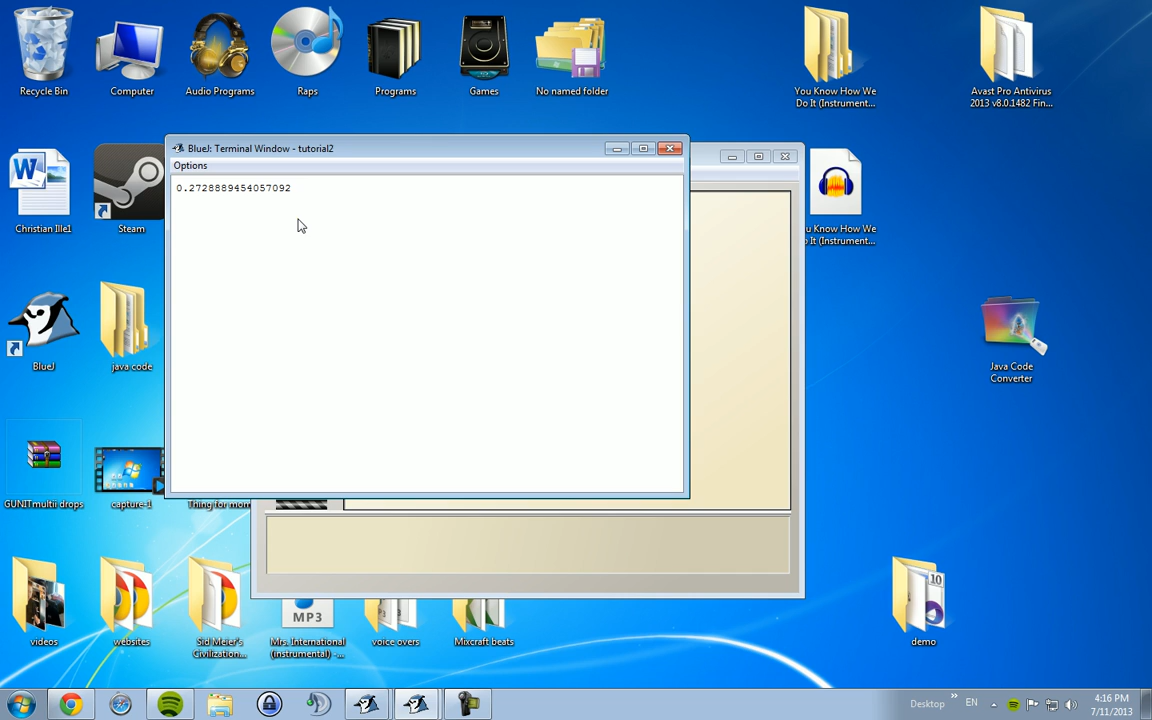 Recycle Bin
Computer
Audio Programs
Raps
Programs
Games
No named folder
You Know How We
Do It (Instrument...
Avast Pro Antivirus
2013 v8.0.1482 Fin...
BlueJ: Terminal Window - tutorial2
Options
0.2728889454057092
Christian Ille1
Steam
u Know How We
o It (Instrument...
BlueJ
java code
Java Code
Converter
GUNITmultii drops
capture-1
Thing for mom
videos
websites
Sid Meier's
Civilization...
MP3
Mrs. International
(instrumental) -...
voice overs
Mixcraft beats
10
demo
Desktop
»
EN
4:16 PM
7/11/2013